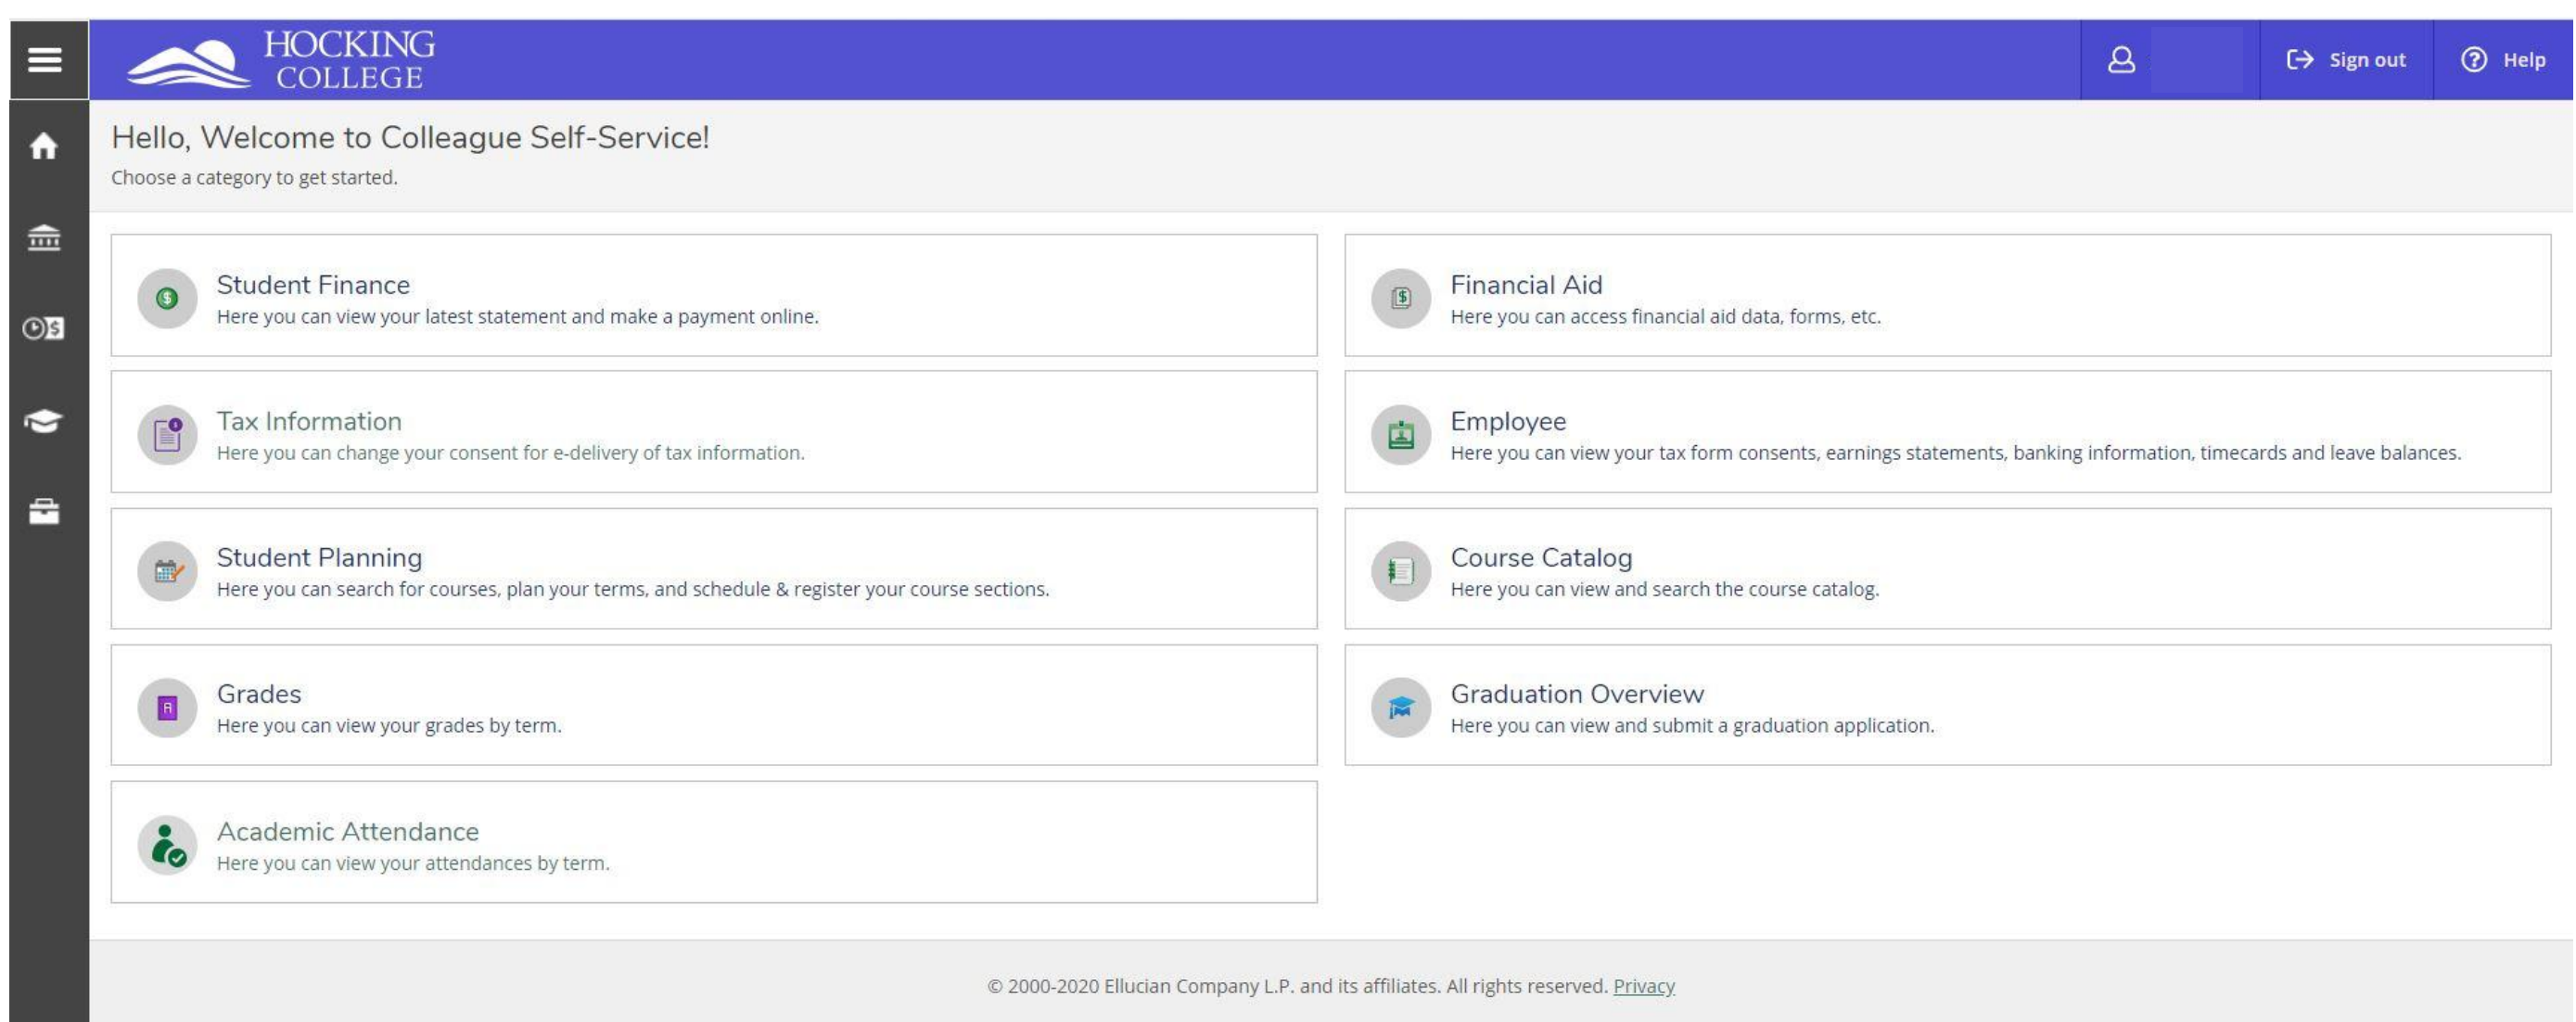 HOCKING
COLLEGE
Sign out
Help
Hello, Welcome to Colleague Self-Service!
Choose a category to get started.
Student Finance
Here you can view your latest statement and make a payment online.
Financial Aid
Here you can access financial aid data, forms, etc.
Tax Information
Here you can change your consent for e-delivery of tax information.
Employee
Here you can view your tax form consents, earnings statements, banking information, timecards and leave balances.
Student Planning
Here you can search for courses, plan your terms, and schedule & register your course sections.
Course Catalog
Here you can view and search the course catalog.
Grades
Here you can view your grades by term.
Graduation Overview
Here you can view and submit a graduation application.
Academic Attendance
Here you can view your attendances by term.
© 2000-2020 Ellucian Company L.P. and its affiliates. All rights reserved. Privacy